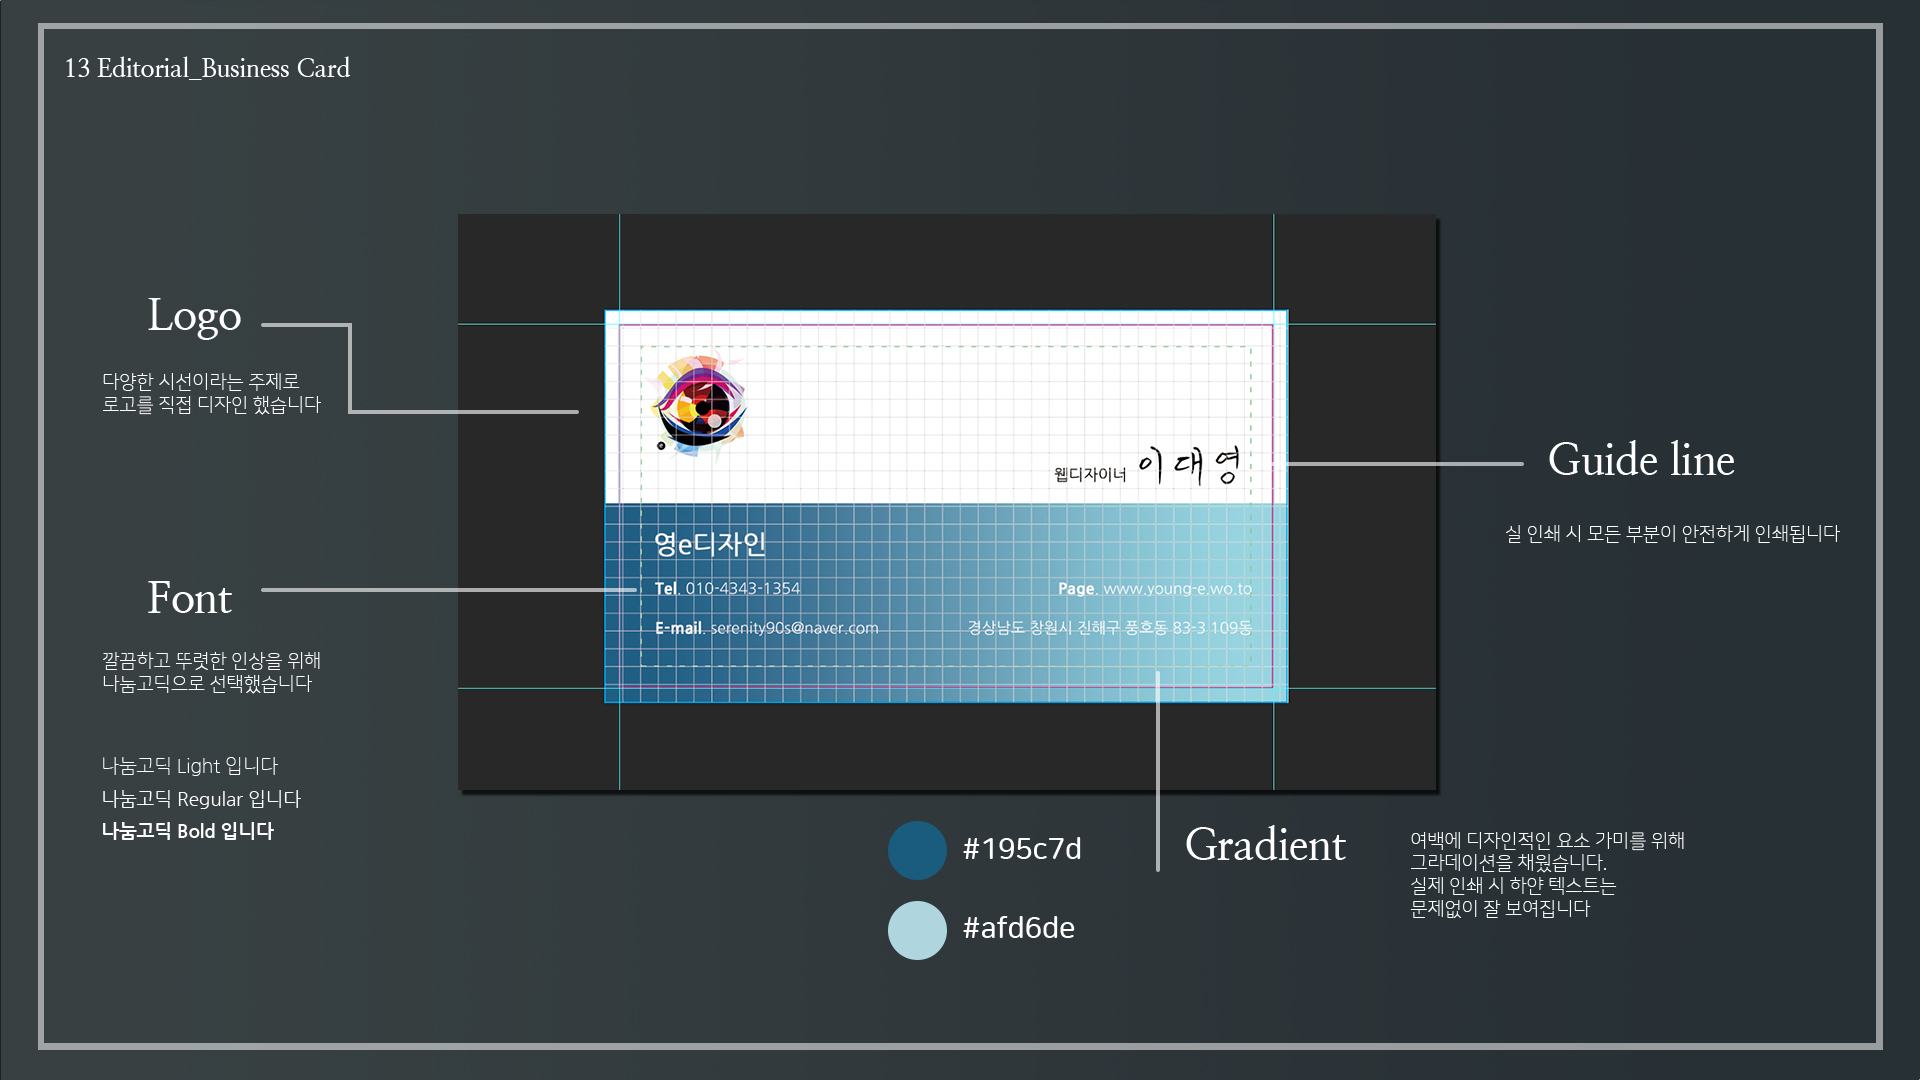 13 Editorial_Business Card
Logo
다양한 시선이라는 주제로
로고를 직접 디자인 했습니다
Font
깔끔하고 뚜렷한 인상을 위해
나눔고딕으로 선택했습니다
나눔고딕 Light 입니다
나눔고딕 Regular 입니다
나눔고딕 Bold 입니다
웹디자이너 이대영
영e디자인
Tel. 010-4343-1354
Page. www.young-e.wo.to
E-mail. serenity90s@naver.com
경상남도 창원시 진해구 풍호동 83-3 109동
Guide line
실 인쇄 시 모든 부분이 안전하게 인쇄됩니다
#195c7d
#afd6de
Gradient
여백에 디자인적인 요소 가미를 위해
그라데이션을 채웠습니다.
실제 인쇄 시 하얀 텍스트는
문제없이 잘 보여집니다